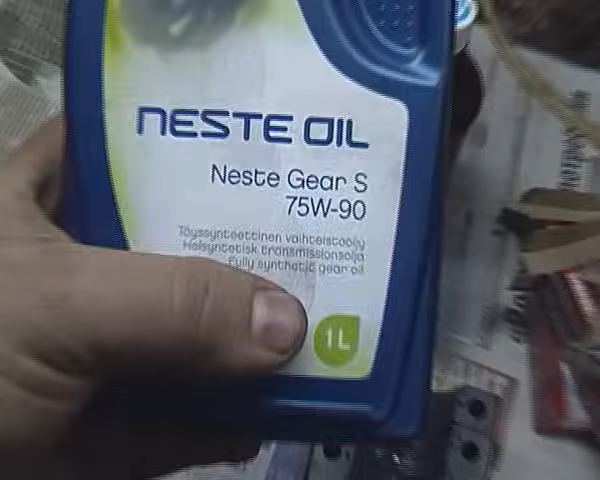 NESTE OIL
Neste Gear S
75W-90
Täyssynteettinen vaihteistoöljy
Helsyntetisk transmissionsolja
Fully synthetic gear oil
1L